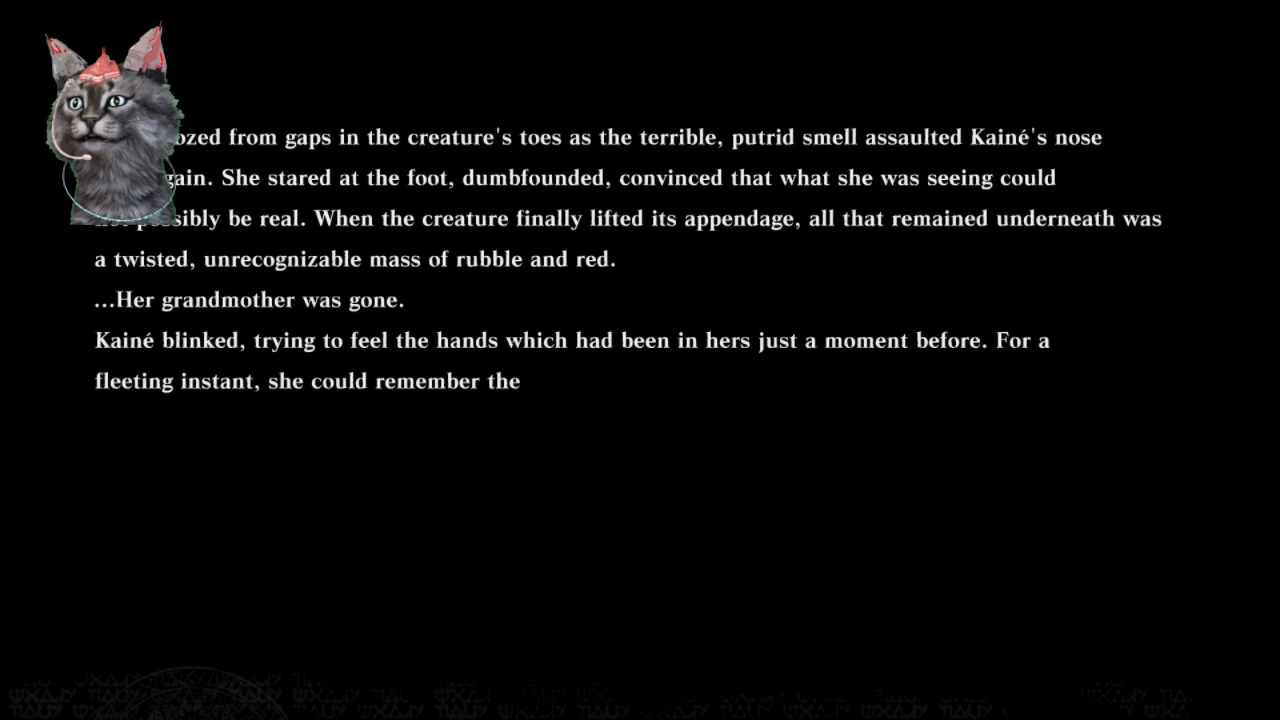 ozed from gaps in the creature's toes as the terrible, putrid smell assaulted Kainé's nose
gain. She stared at the foot, dumbfounded, convinced that what she was seeing could
sibly be real. When the creature finally lifted its appendage, all that remained underneath was
a twisted, unrecognizable mass of rubble and red.
...Her grandmother was gone.
Kainé blinked, trying to feel the hands which had been in hers just a moment before. For a
fleeting instant, she could remember the